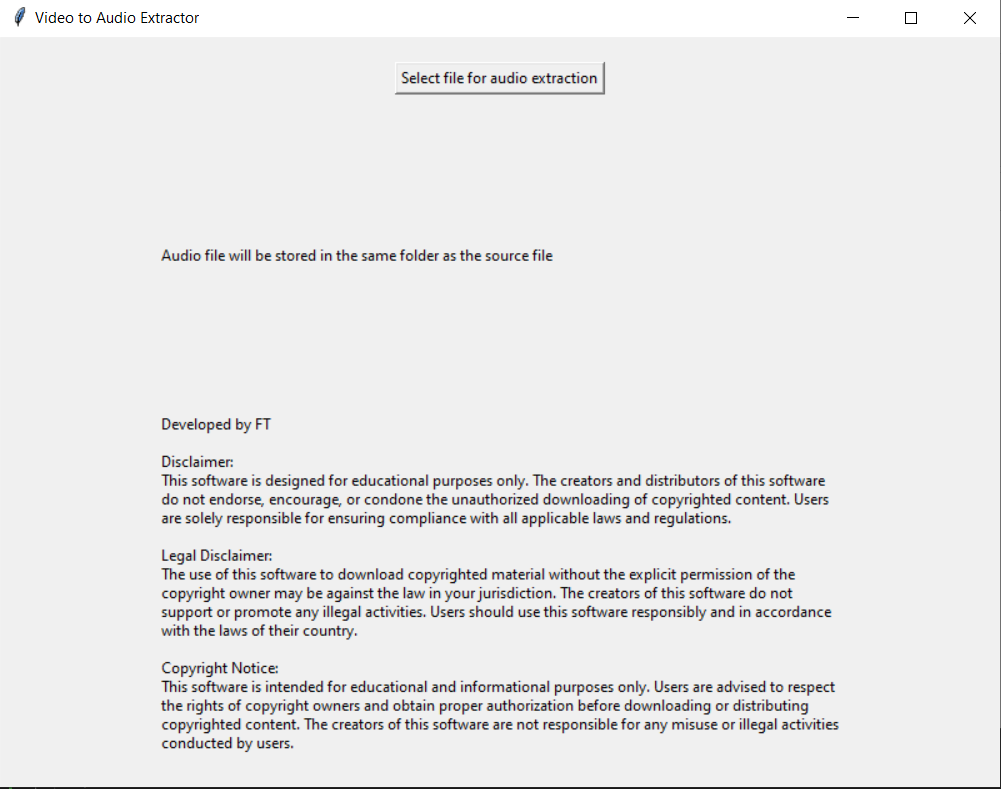 Video to Audio Extractor
Select file for audio extraction
Audio file will be stored in the same folder as the source file
Developed by FT
Disclaimer:
This software is designed for educational purposes only. The creators and distributors of this software
do not endorse, encourage, or condone the unauthorized downloading of copyrighted content. Users
are solely responsible for ensuring compliance with all applicable laws and regulations.
Legal Disclaimer:
The use of this software to download copyrighted material without the explicit permission of the
copyright owner may be against the law in your jurisdiction. The creators of this software do not
support or promote any illegal activities. Users should use this software responsibly and in accordance
with the laws of their country.
Copyright Notice:
This software is intended for educational and informational purposes only. Users are advised to respect
the rights of copyright owners and obtain proper authorization before downloading or distributing
copyrighted content. The creators of this software are not responsible for any misuse or illegal activities
conducted by users.